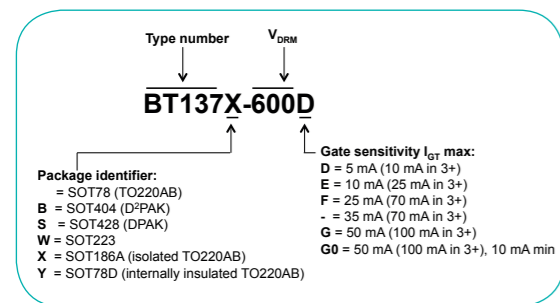 Type number
V_DRM
BT137X-600D
Package identifier:
= SOT78 (TO220AB)
B = SOT404 (D²PAK)
S = SOT428 (DPAK)
W = SOT223
X = SOT186A (isolated TO220AB)
Y = SOT78D (internally insulated TO220AB)
Gate sensitivity I_GT max:
D = 5 mA (10 mA in 3+)
E = 10 mA (25 mA in 3+)
F = 25 mA (70 mA in 3+)
- = 35 mA (70 mA in 3+)
G = 50 mA (100 mA in 3+)
G0 = 50 mA (100 mA in 3+), 10 mA min